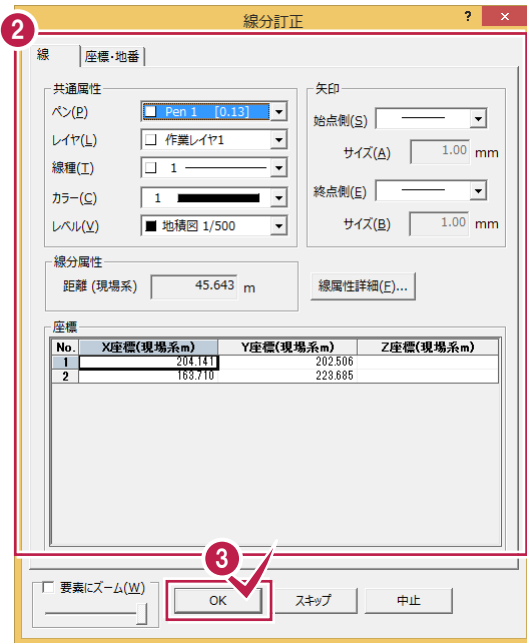 線分訂正 ? ×
2
線 座標・地番
共通属性
ペン(P) Pen 1 [0.13]
レイヤ(L) 作業レイヤ1
線種(T) 1
カラー(C) 1
レベル(V) 地積図 1/500
矢印
始点側(S)
サイズ(A) 1.00 mm
終点側(E)
サイズ(B) 1.00 mm
線分属性
距離 (現場系) 45.643 m
線属性詳細(F)...
座標
No. X座標(現場系m) Y座標(現場系m) Z座標(現場系m)
1 204.141 202.506
2 163.710 223.685
3
要素にズーム(W)
OK スキップ 中止